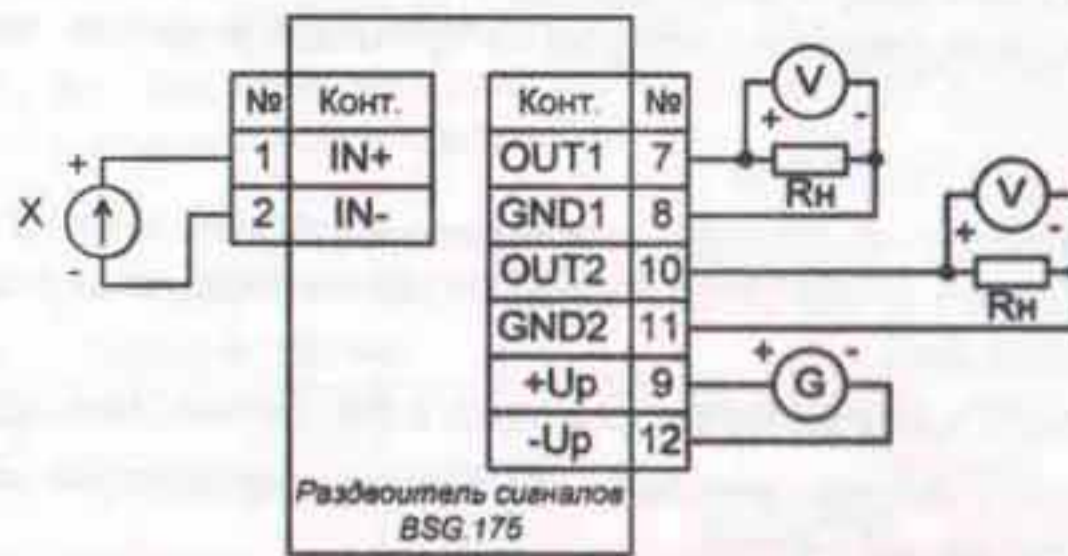 № Конт.
1 IN+
2 IN-
+
X
-
Конт. №
OUT1 7
GND1 8
OUT2 10
GND2 11
+Up 9
-Up 12
V
+ -
Rн
V
+ -
Rн
+ -
G
Раздвоитель сигналов
BSG.175